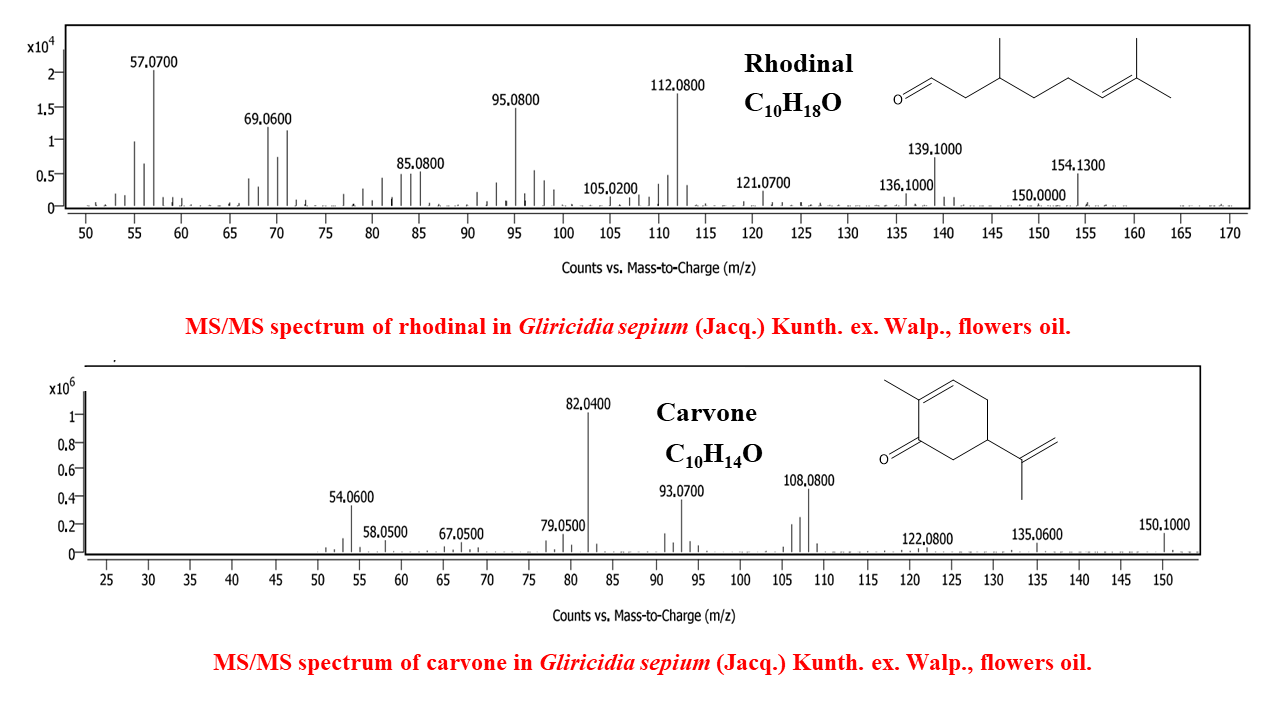 x10⁴
2
1.5
1
0.5
0
57.0700
69.0600
85.0800
95.0800
105.0200
112.0800
121.0700
136.1000
139.1000
150.0000
154.1300
Rhodinal
C₁₀H₁₈O
O
50 55 60 65 70 75 80 85 90 95 100 105 110 115 120 125 130 135 140 145 150 155 160 165 170
Counts vs. Mass-to-Charge (m/z)
MS/MS spectrum of rhodinal in Gliricidia sepium (Jacq.) Kunth. ex. Walp., flowers oil.
x10⁶
1
0.8
0.6
0.4
0.2
0
54.0600
58.0500
67.0500
79.0500
82.0400
93.0700
108.0800
122.0800
135.0600
150.1000
Carvone
C₁₀H₁₄O
O
25 30 35 40 45 50 55 60 65 70 75 80 85 90 95 100 105 110 115 120 125 130 135 140 145 150
Counts vs. Mass-to-Charge (m/z)
MS/MS spectrum of carvone in Gliricidia sepium (Jacq.) Kunth. ex. Walp., flowers oil.